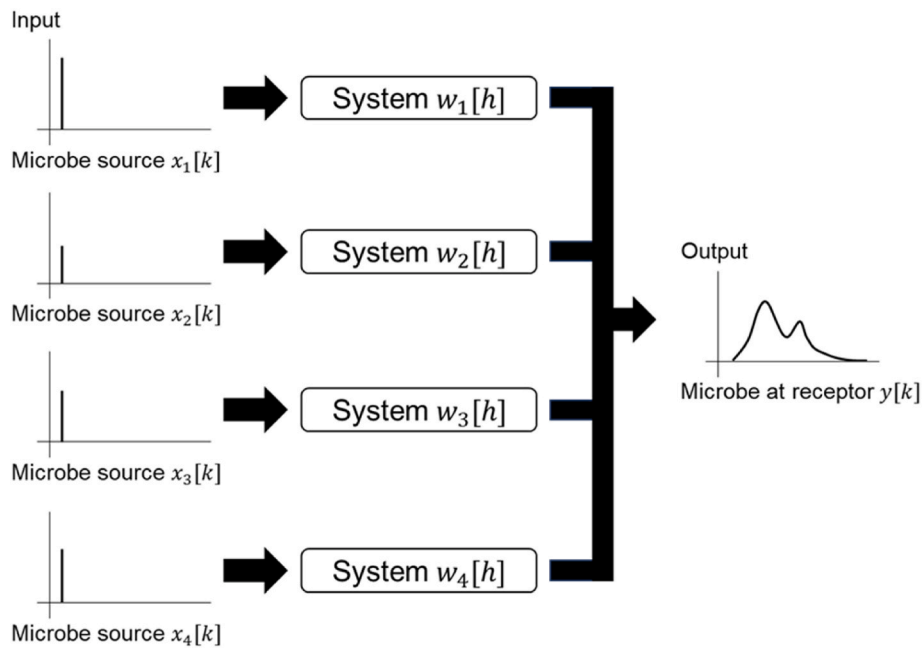 Input
System w₁[h]
Microbe source x₁[k]
System w₂[h]
Output
Microbe source x₂[k]
Microbe at receptor y[k]
System w₃[h]
Microbe source x₃[k]
System w₄[h]
Microbe source x₄[k]